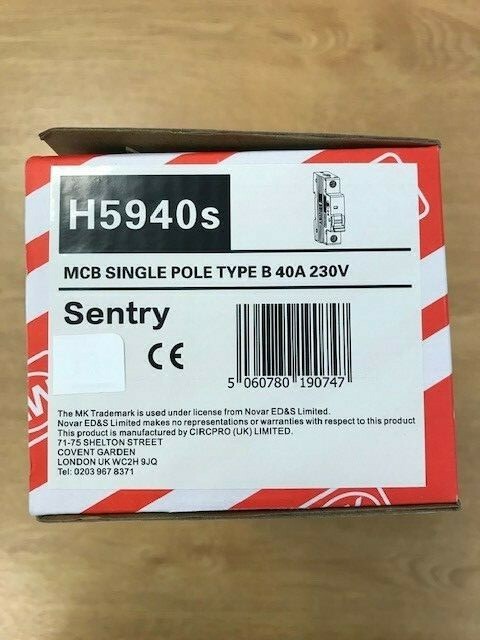 H5940s
MCB SINGLE POLE TYPE B 40A 230V
Sentry
CE
5 060780 190747
The MK Trademark is used under license from Novar ED&S Limited.
Novar ED&S Limited makes no representations or warranties with respect to this product
This product is manufactured by CIRCPRO (UK) LIMITED.
71-75 SHELTON STREET
COVENT GARDEN
LONDON UK WC2H 9JQ
Tel: 0203 967 8371